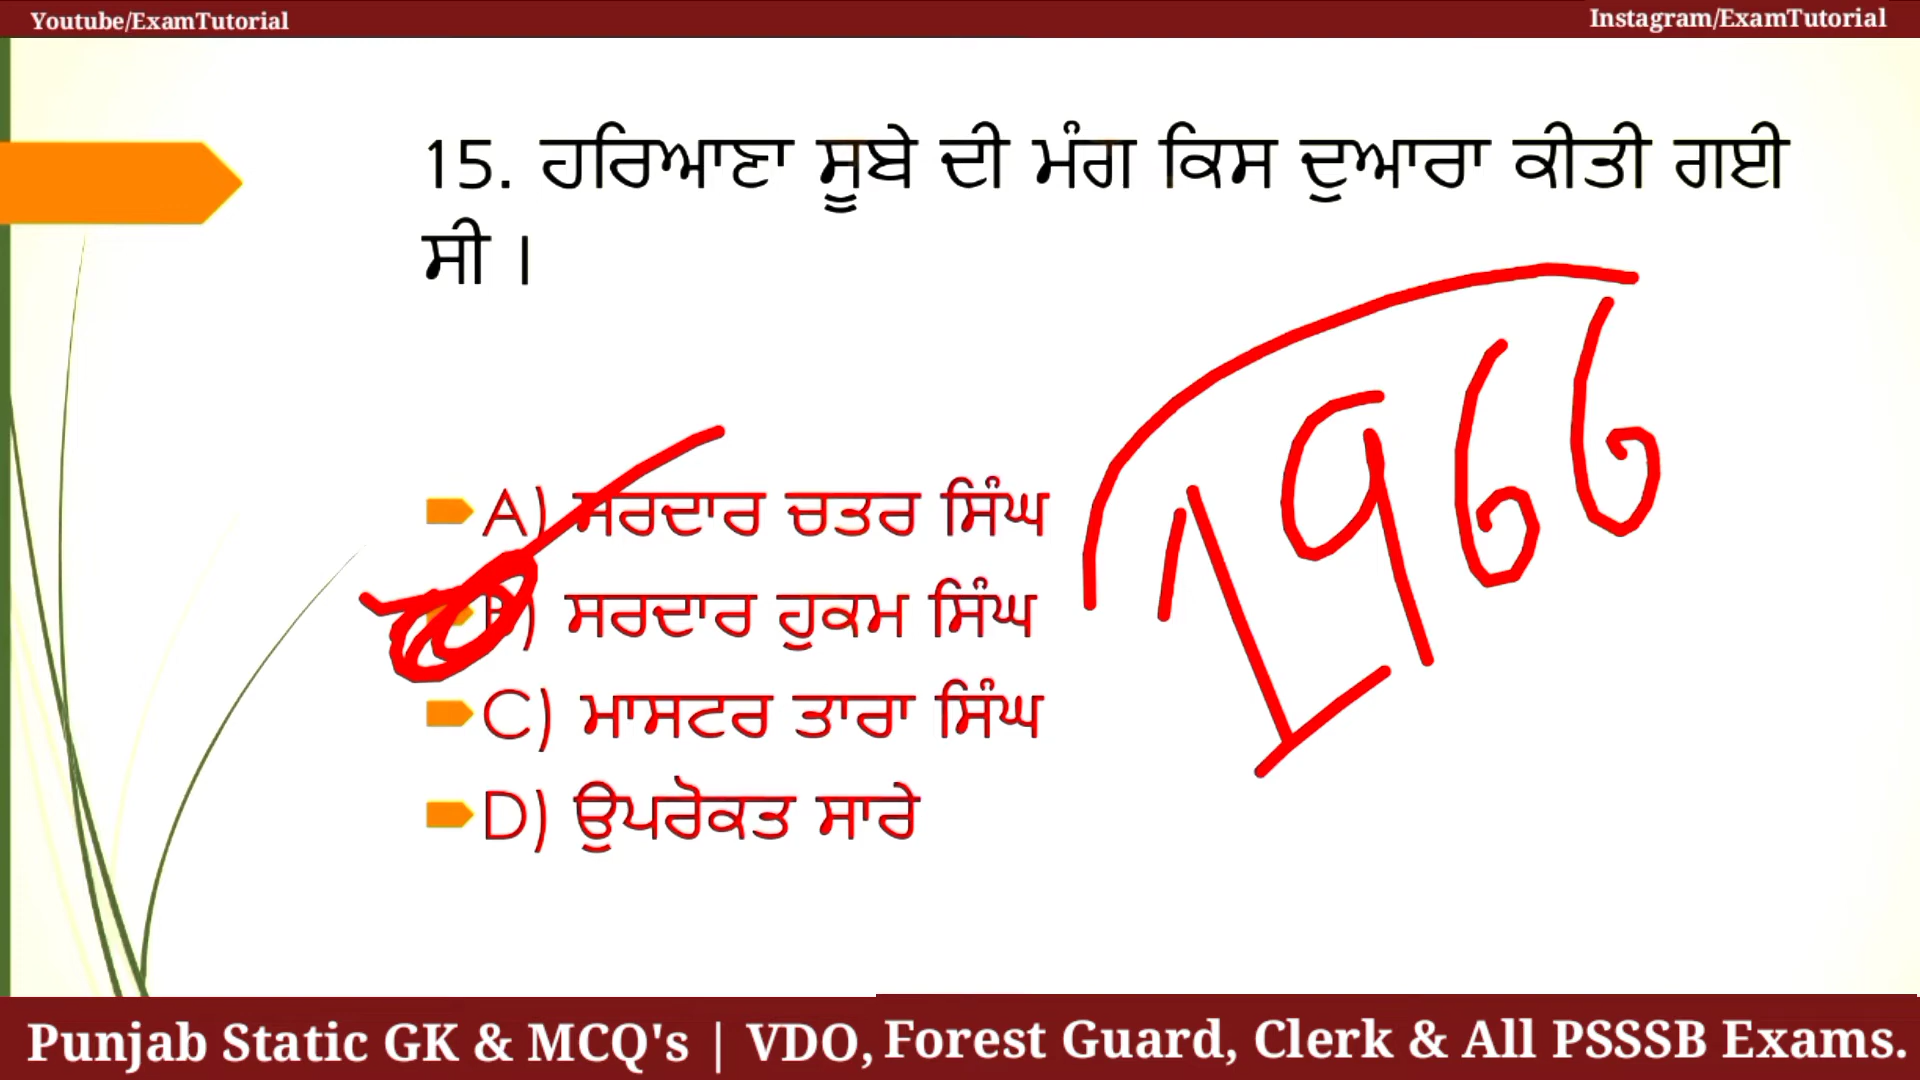 Youtube/ExamTutorial
Instagram/ExamTutorial
15. ਹਰਿਆਣਾ ਸੂਬੇ ਦੀ ਮੰਗ ਕਿਸ ਦੁਆਰਾ ਕੀਤੀ ਗਈ
ਸੀ ।
1966
A) ਸਰਦਾਰ ਚਤਰ ਸਿੰਘ
B) ਸਰਦਾਰ ਹੁਕਮ ਸਿੰਘ
C) ਮਾਸਟਰ ਤਾਰਾ ਸਿੰਘ
D) ਉਪਰੋਕਤ ਸਾਰੇ
Punjab Static GK & MCQ's | VDO, Forest Guard, Clerk & All PSSSB Exams.